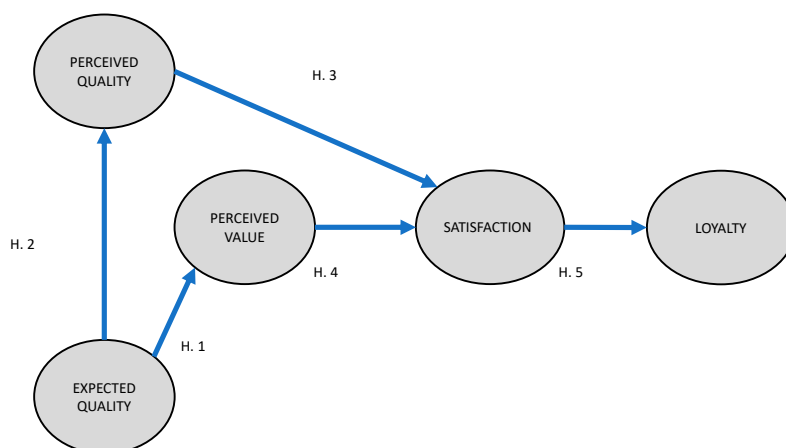 PERCEIVED
QUALITY
H. 3
PERCEIVED
VALUE
SATISFACTION
LOYALTY
H. 2
H. 4
H. 5
H. 1
EXPECTED
QUALITY